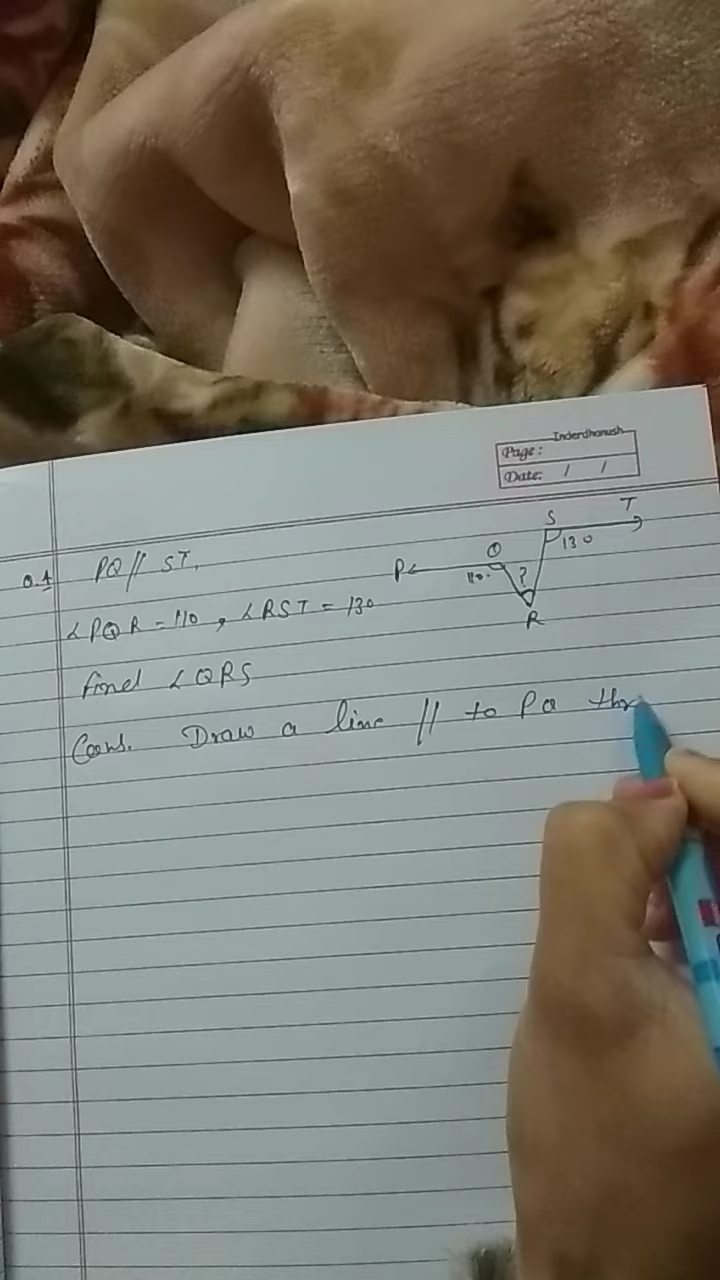 Inderdhanush
Page:
Date: / /
S T
P Q 130
110. ?
R
Q.1 PQ // ST.
∠PQR = 110, ∠RST = 130
find ∠QRS
Cons. Draw a line // to PQ thr